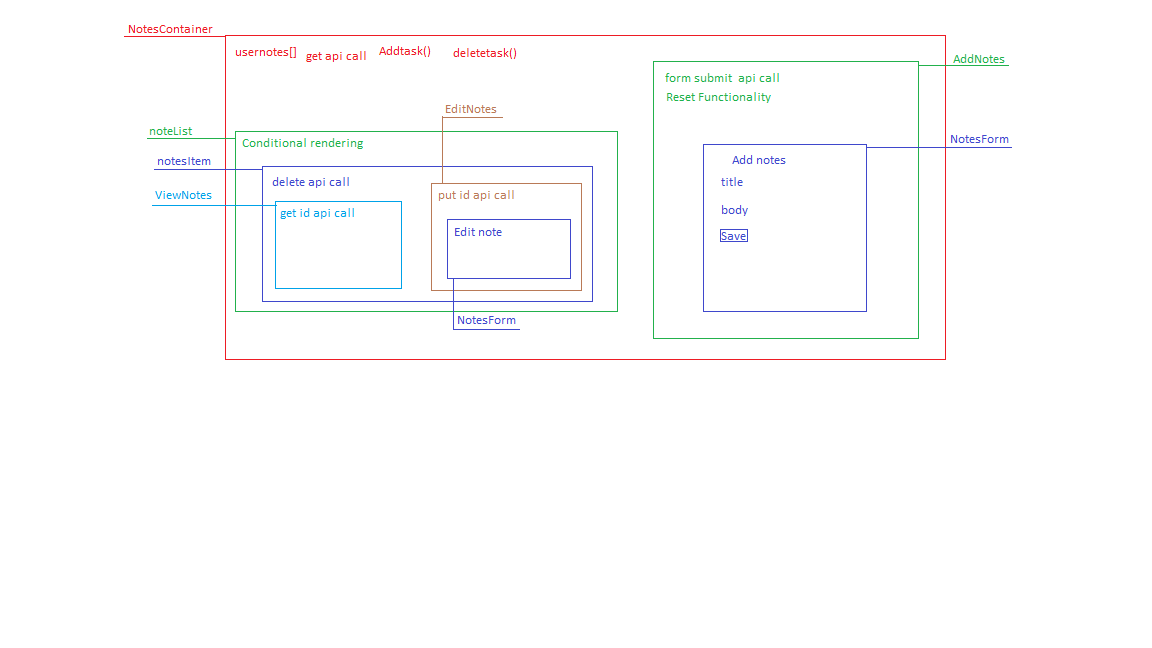 NotesContainer
usernotes[]
get api call
Addtask()
deletetask()
AddNotes
form submit  api call
Reset Functionality
EditNotes
noteList
Conditional rendering
NotesForm
notesItem
Add notes
delete api call
title
ViewNotes
put id api call
get id api call
body
Edit note
Save
NotesForm